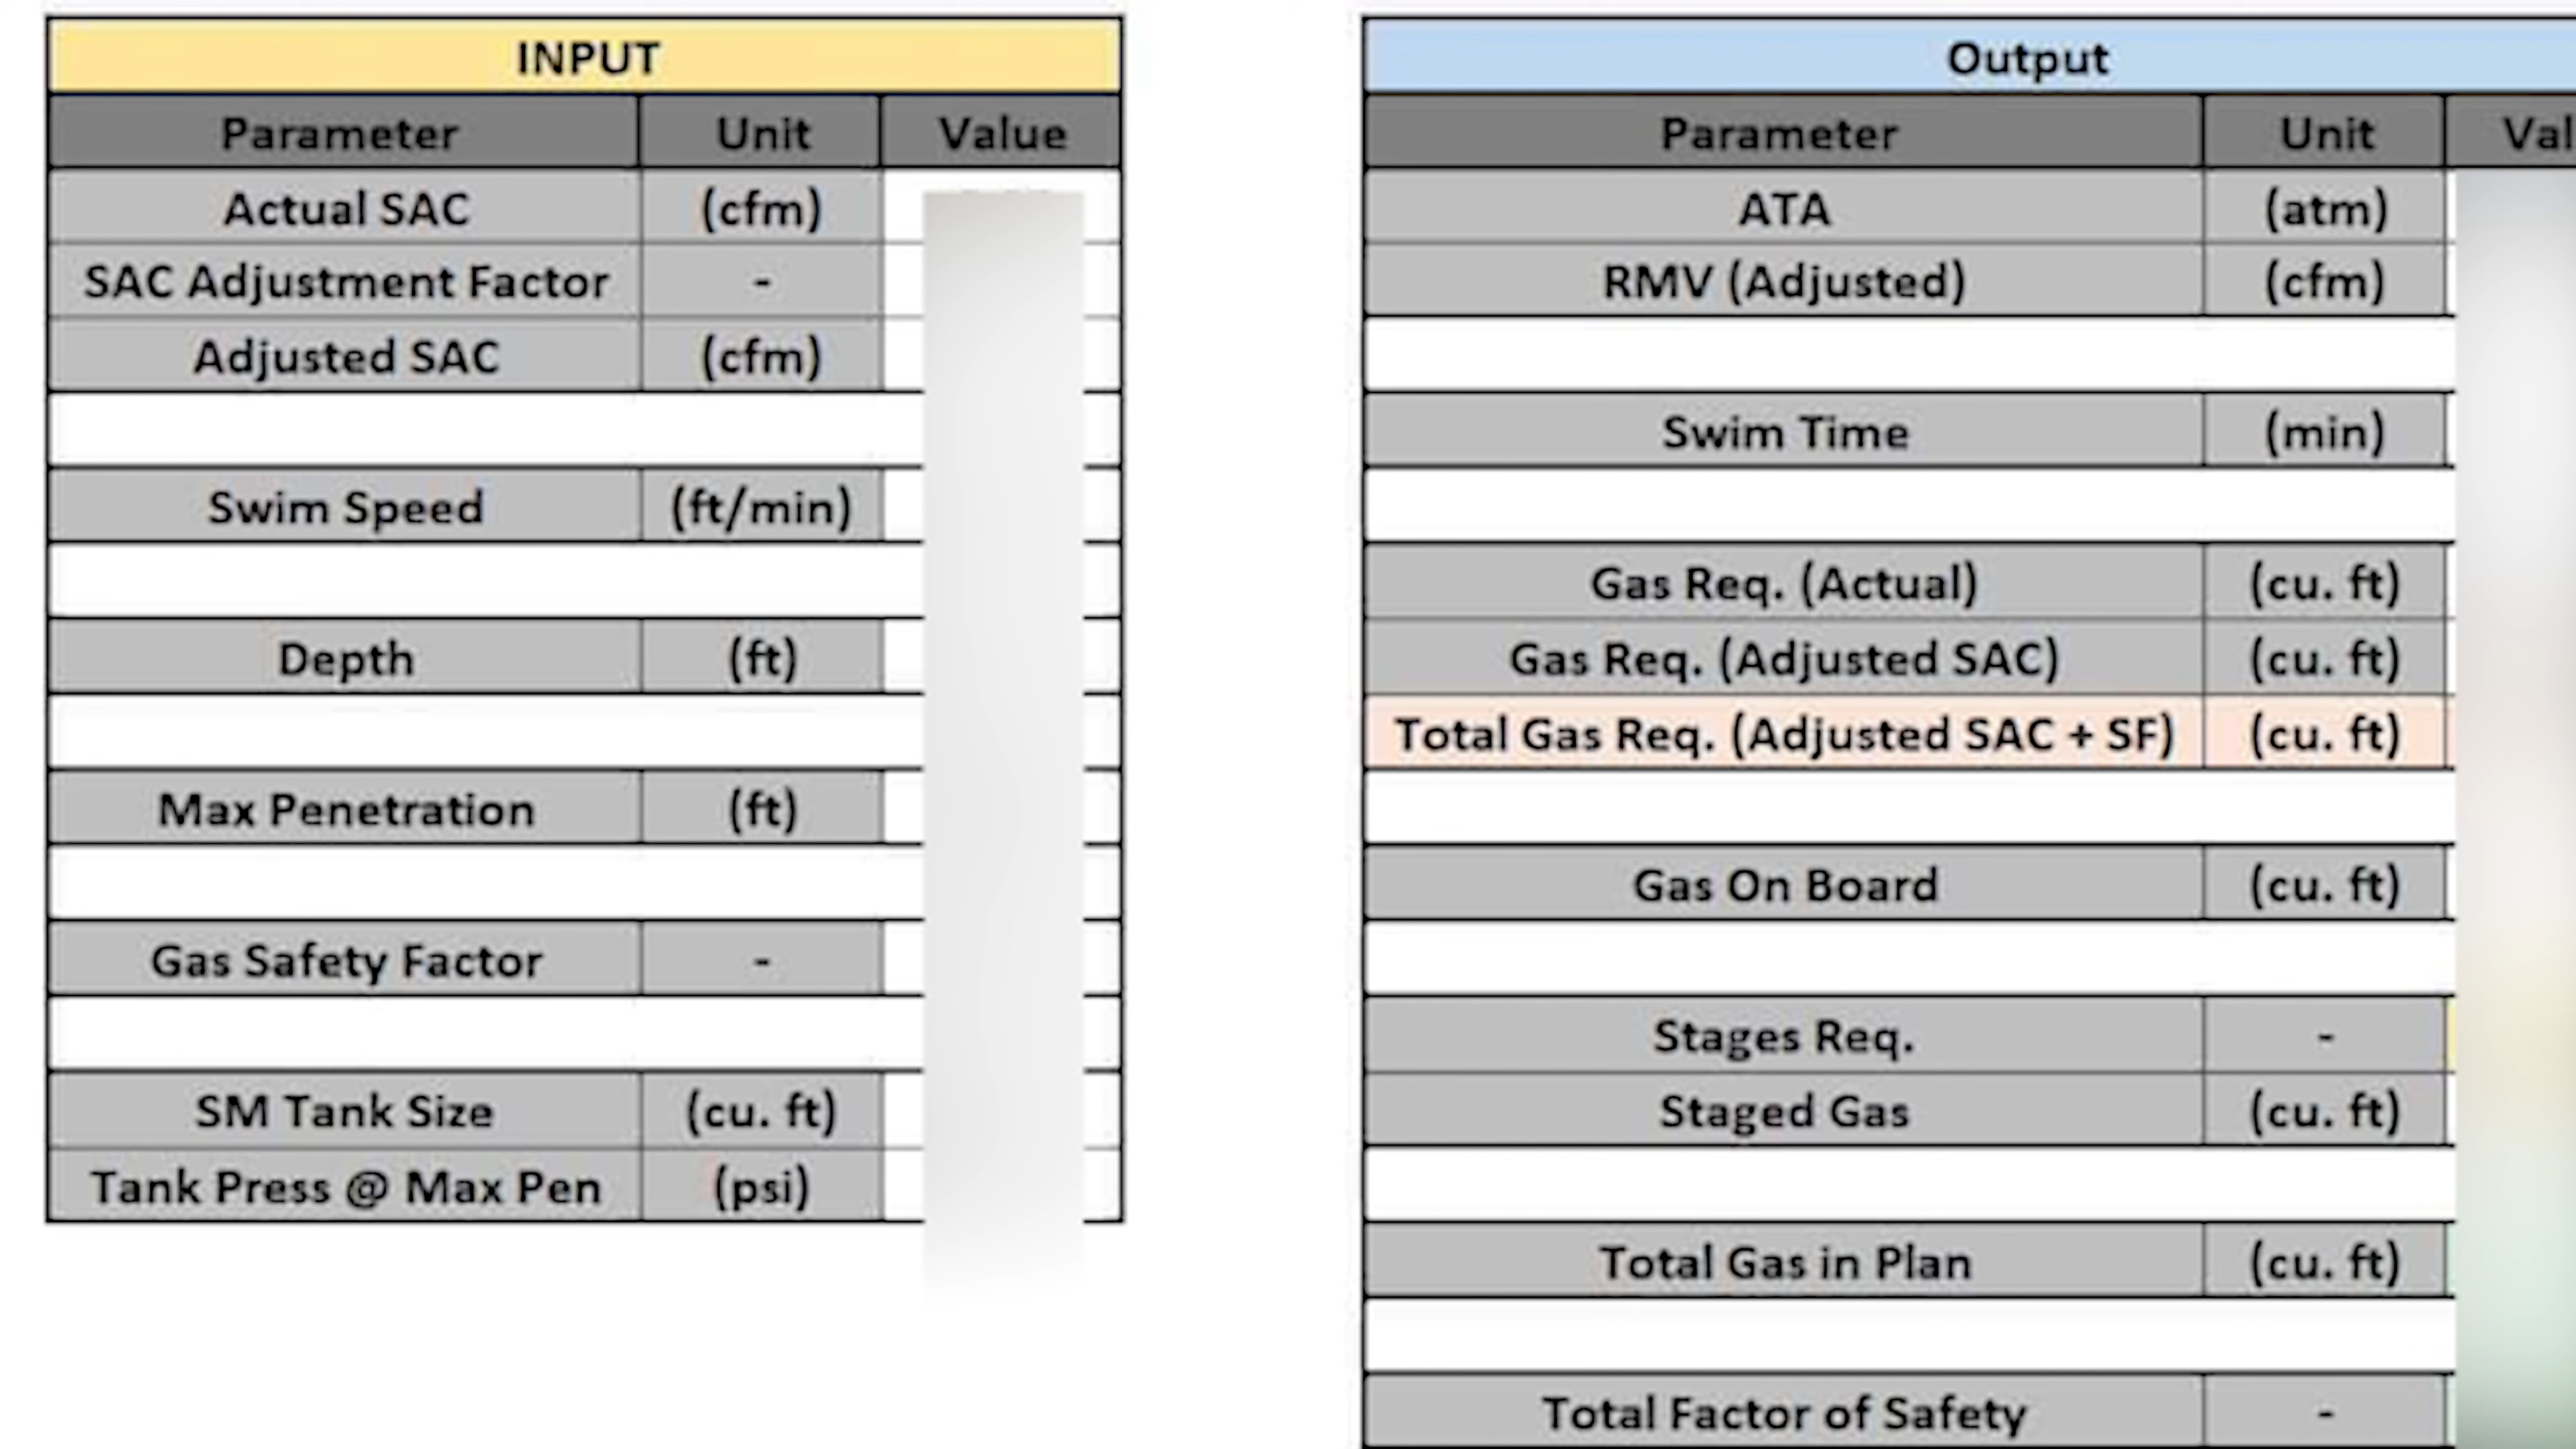 INPUT
Parameter Unit Value
Actual SAC (cfm)
SAC Adjustment Factor -
Adjusted SAC (cfm)
Swim Speed (ft/min)
Depth (ft)
Max Penetration (ft)
Gas Safety Factor -
SM Tank Size (cu. ft)
Tank Press @ Max Pen (psi)
Output
Parameter Unit Val
ATA (atm)
RMV (Adjusted) (cfm)
Swim Time (min)
Gas Req. (Actual) (cu. ft)
Gas Req. (Adjusted SAC) (cu. ft)
Total Gas Req. (Adjusted SAC + SF) (cu. ft)
Gas On Board (cu. ft)
Stages Req. -
Staged Gas (cu. ft)
Total Gas in Plan (cu. ft)
Total Factor of Safety -